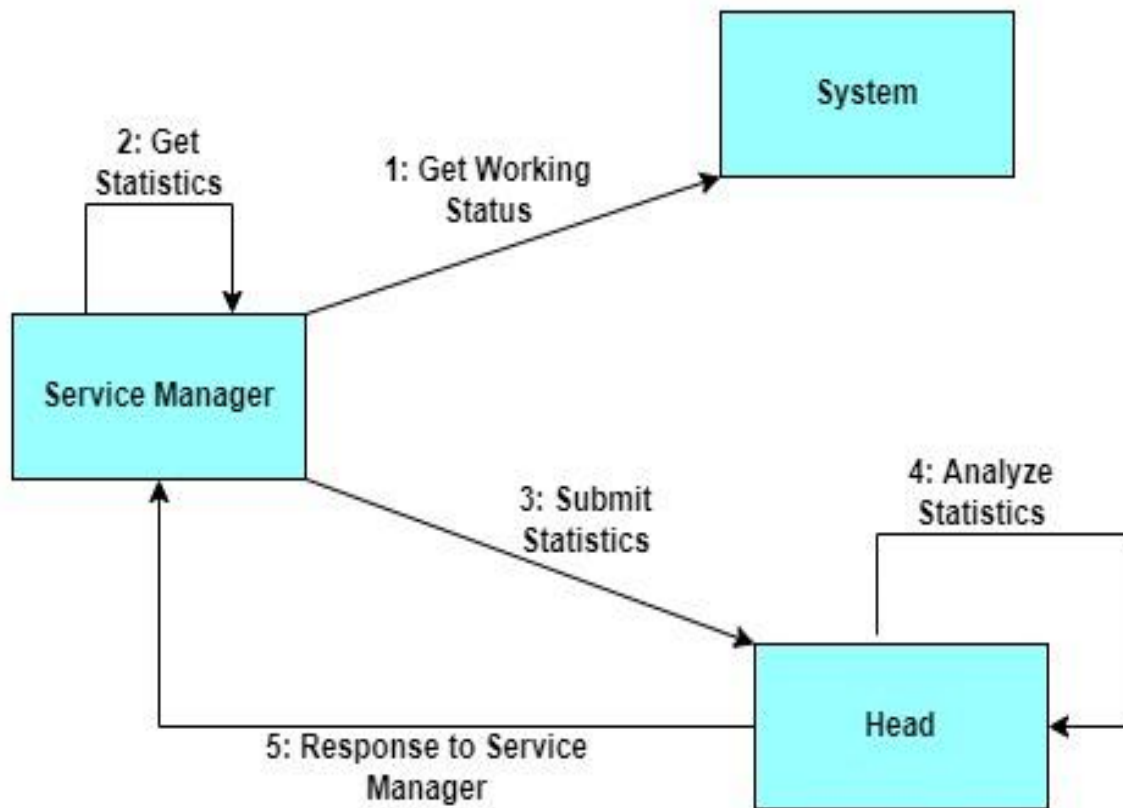 System
2: Get
Statistics
1: Get Working
Status
Service Manager
3: Submit
Statistics
4: Analyze
Statistics
Head
5: Response to Service
Manager